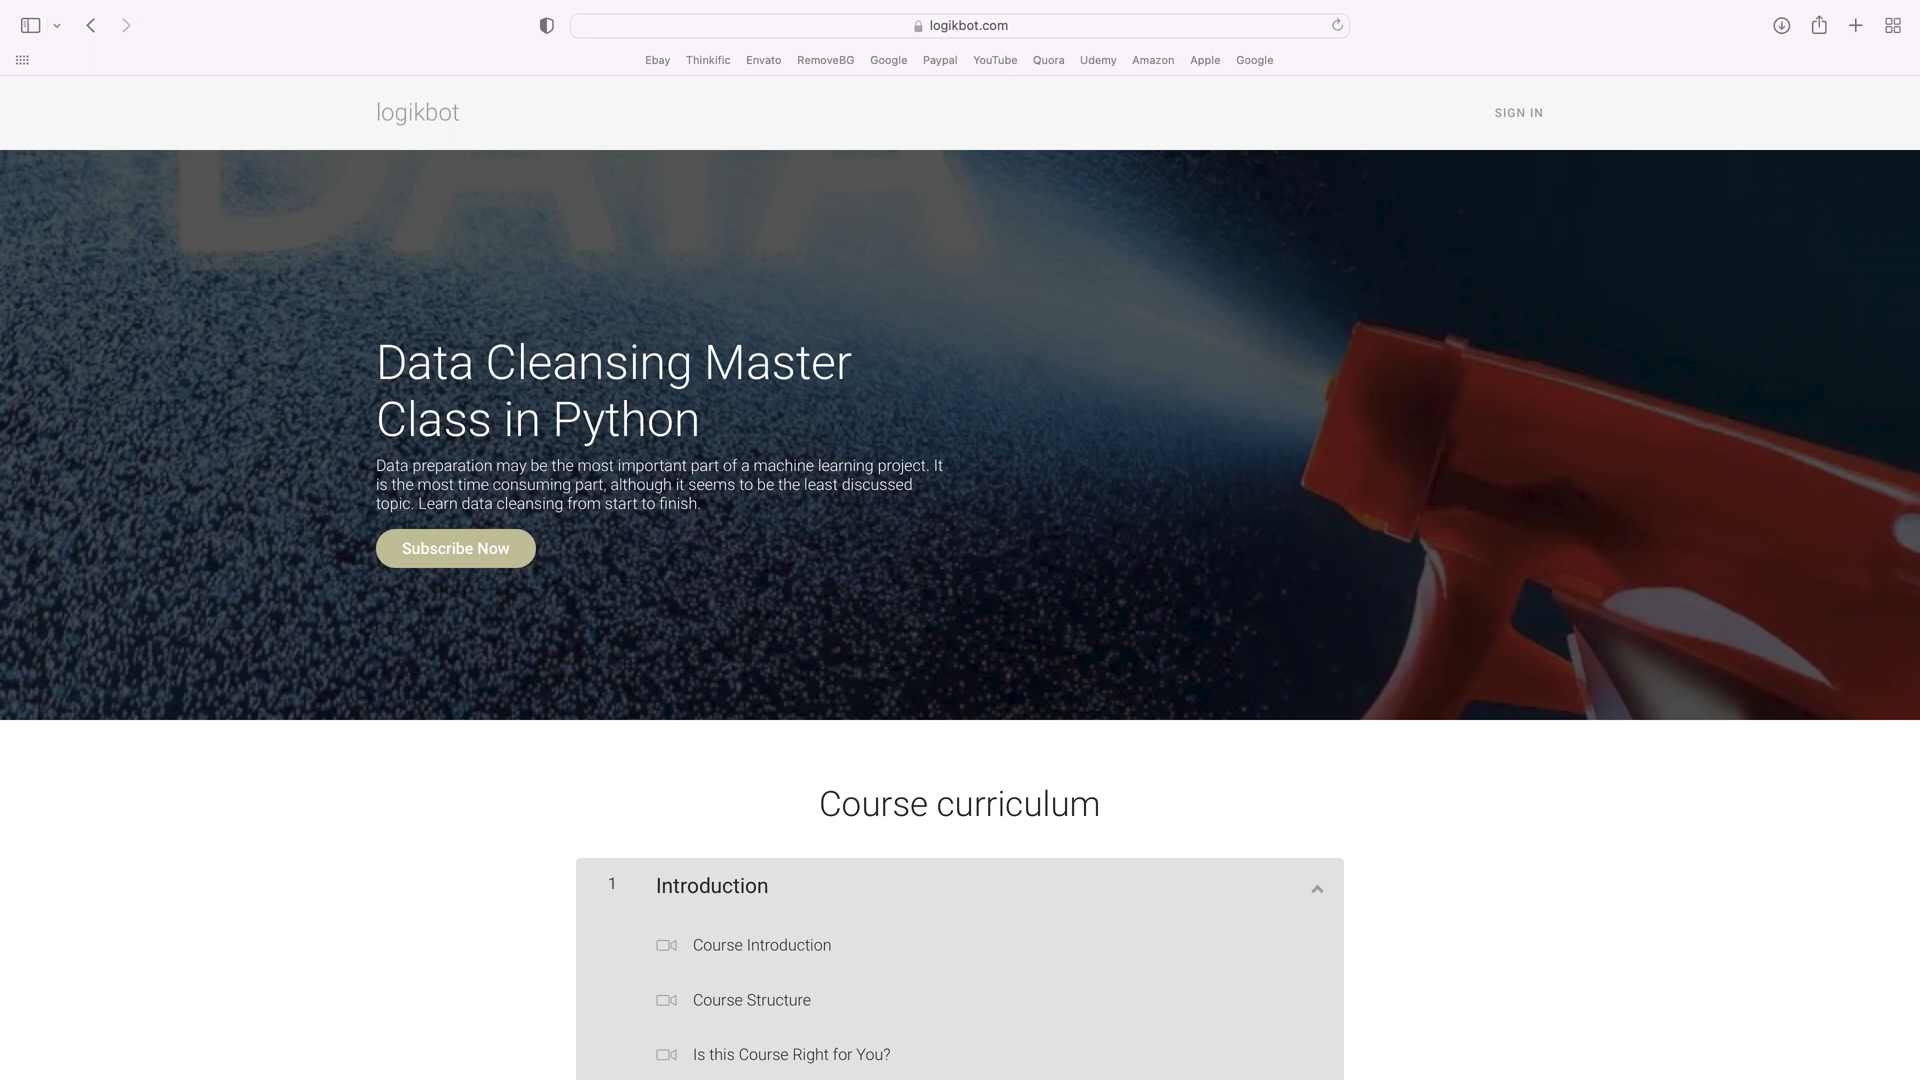 logikbot.com
Ebay Thinkific Envato RemoveBG Google Paypal YouTube Quora Udemy Amazon Apple Google
logikbot
SIGN IN
DATA
Data Cleansing Master
Class in Python
Data preparation may be the most important part of a machine learning project. It
is the most time consuming part, although it seems to be the least discussed
topic. Learn data cleansing from start to finish.
Subscribe Now
Course curriculum
1 Introduction
Course Introduction
Course Structure
Is this Course Right for You?